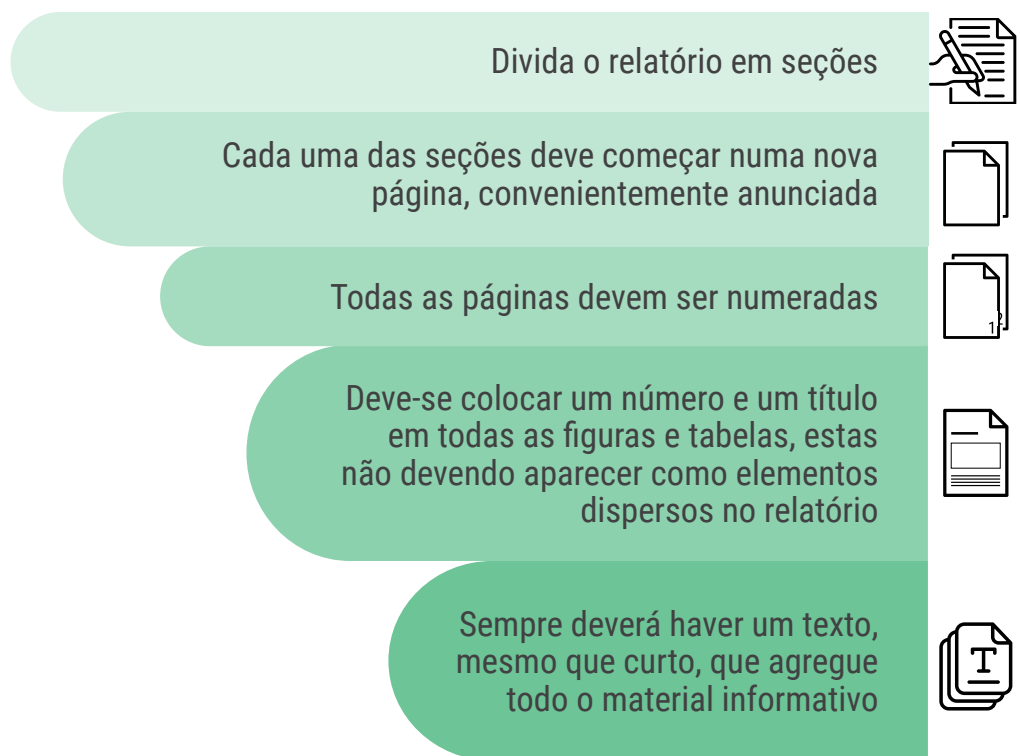 Divida o relatório em seções
Cada uma das seções deve começar numa nova
página, convenientemente anunciada
Todas as páginas devem ser numeradas
1
2
Deve-se colocar um número e um título
em todas as figuras e tabelas, estas
não devendo aparecer como elementos
dispersos no relatório
Sempre deverá haver um texto,
mesmo que curto, que agregue
todo o material informativo
T